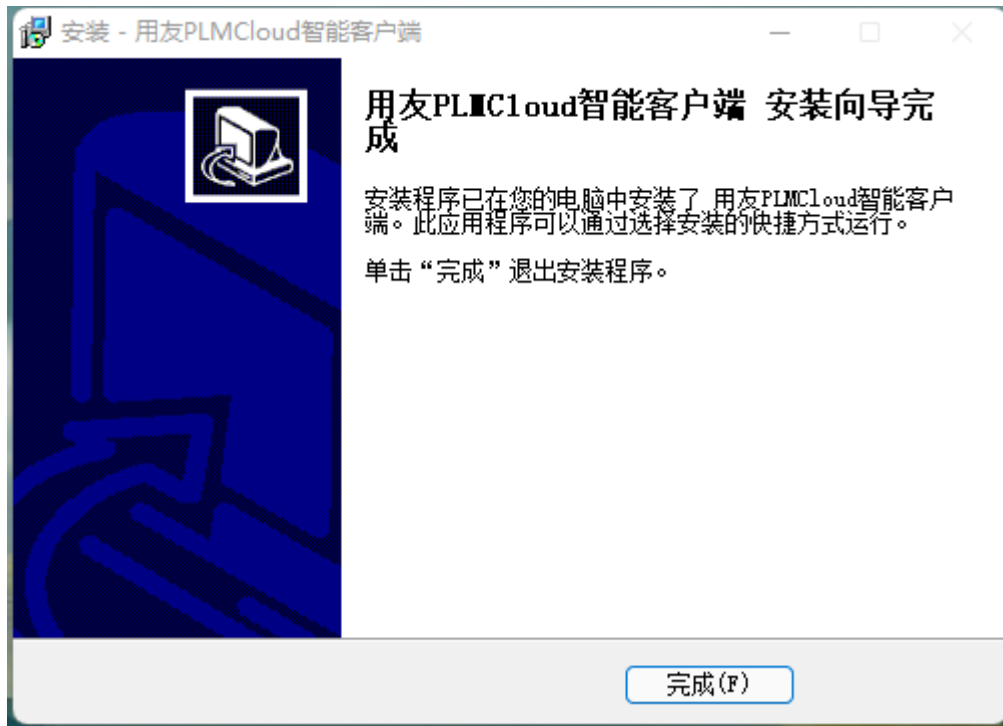 安装 - 用友PLMCloud智能客户端
用友PLMCloud智能客户端 安装向导完
成
安装程序已在您的电脑中安装了 用友PLMCloud智能客户
端。此应用程序可以通过选择安装的快捷方式运行。
单击“完成”退出安装程序。
完成(F)